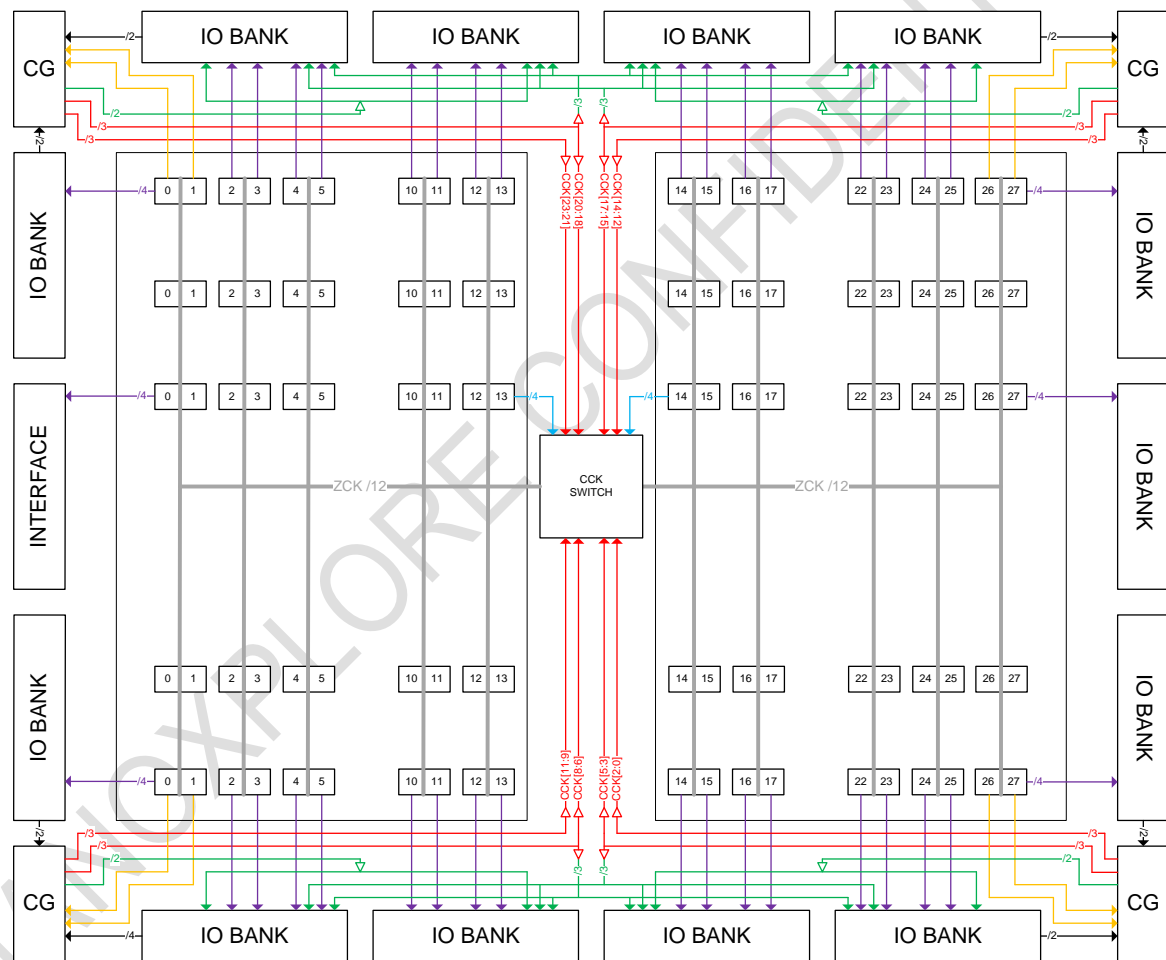 CG /2 IO BANK IO BANK IO BANK IO BANK /2 CG
/2 /3 /3 /2
/3 /3
/3 /3
/2 /2
IO BANK /4 0 1 2 3 4 5 10 11 12 13 CCK[23:21] CCK[20:18] CCK[17:15] CCK[14:12] 14 15 16 17 22 23 24 25 26 27 /4 IO BANK
0 1 2 3 4 5 10 11 12 13 14 15 16 17 22 23 24 25 26 27
INTERFACE /4 0 1 2 3 4 5 10 11 12 13 /4 /4 14 15 16 17 22 23 24 25 26 27 /4 IO BANK
CCK
SWITCH
ZCK /12 ZCK /12
IO BANK 0 1 2 3 4 5 10 11 12 13 14 15 16 17 22 23 24 25 26 27 IO BANK
/4 0 1 2 3 4 5 10 11 12 13 CCK[11:9] CCK[8:6] CCK[5:3] CCK[2:0] 14 15 16 17 22 23 24 25 26 27 /4
/2 /3 /3 /2
/3 /3
/2 /3 /3 /2
CG /4 IO BANK IO BANK IO BANK IO BANK /2 CG
ANOXPLORE CONFIDEN